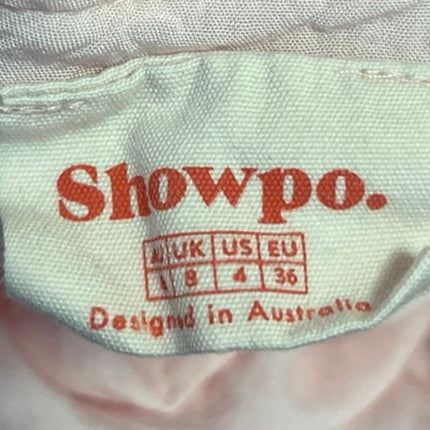 Showpo.
UK US EU
8 4 36
Designed in Australia